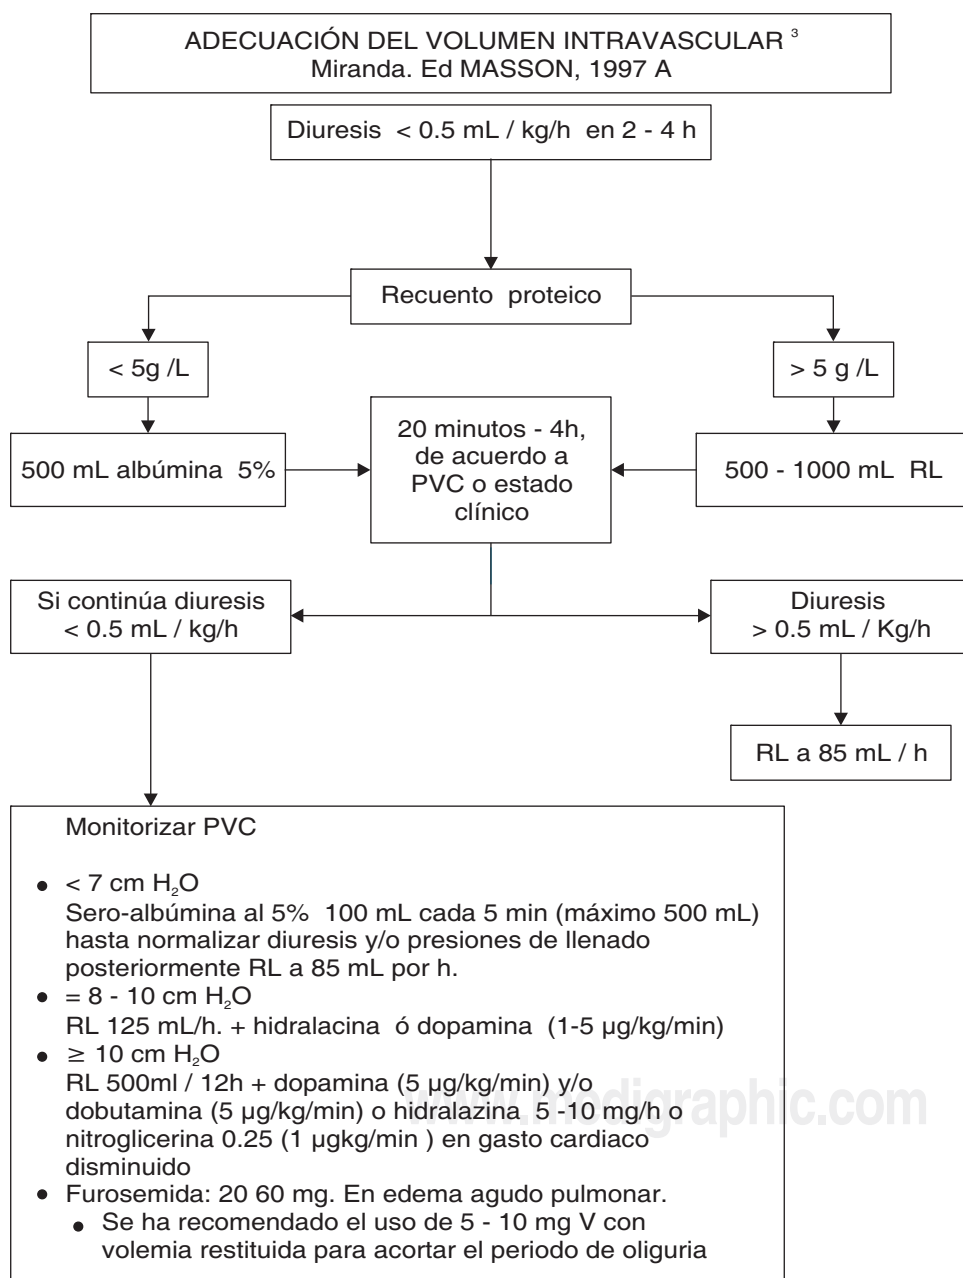 ADECUACIÓN DEL VOLUMEN INTRAVASCULAR ³
Miranda. Ed MASSON, 1997 A
Diuresis < 0.5 mL / kg/h en 2 - 4 h
Recuento proteico
< 5g /L
> 5 g /L
500 mL albúmina 5%
20 minutos - 4h,
de acuerdo a
PVC o estado
clínico
500 - 1000 mL RL
Si continúa diuresis
< 0.5 mL / kg/h
Diuresis
> 0.5 mL / Kg/h
RL a 85 mL / h
Monitorizar PVC
• < 7 cm H₂O
Sero-albúmina al 5% 100 mL cada 5 min (máximo 500 mL)
hasta normalizar diuresis y/o presiones de llenado
posteriormente RL a 85 mL por h.
• = 8 - 10 cm H₂O
RL 125 mL/h. + hidralacina ó dopamina (1-5 µg/kg/min)
• ≥ 10 cm H₂O
RL 500ml / 12h + dopamina (5 µg/kg/min) y/o
dobutamina (5 µg/kg/min) o hidralazina 5 -10 mg/h o
nitroglicerina 0.25 (1 µgkg/min ) en gasto cardiaco
disminuido
• Furosemida: 20 60 mg. En edema agudo pulmonar.
• Se ha recomendado el uso de 5 - 10 mg V con
volemia restituida para acortar el periodo de oliguria
www.medigraphic.com